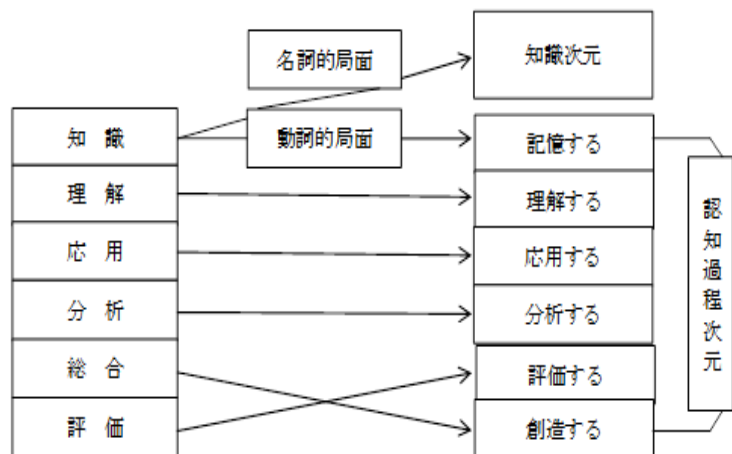 名詞的局面
知識次元
知 識
動詞的局面
記憶する
理 解
理解する
応 用
応用する
分 析
分析する
総 合
評価する
評 価
創造する
認知過程次元